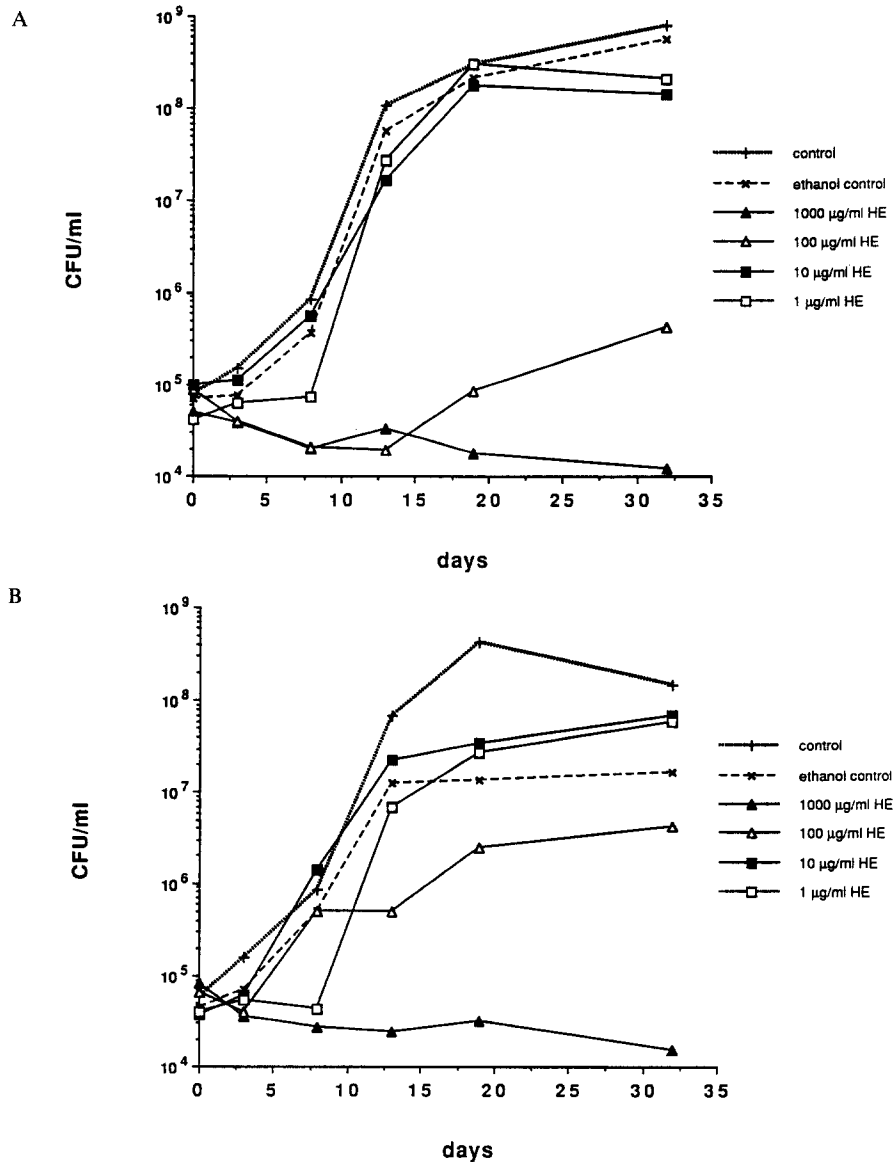 A
10^9
10^8
10^7
10^6
10^5
10^4
CFU/ml
0 5 10 15 20 25 30 35
days
control
ethanol control
1000 µg/ml HE
100 µg/ml HE
10 µg/ml HE
1 µg/ml HE
B
10^9
10^8
10^7
10^6
10^5
10^4
CFU/ml
0 5 10 15 20 25 30 35
days
control
ethanol control
1000 µg/ml HE
100 µg/ml HE
10 µg/ml HE
1 µg/ml HE